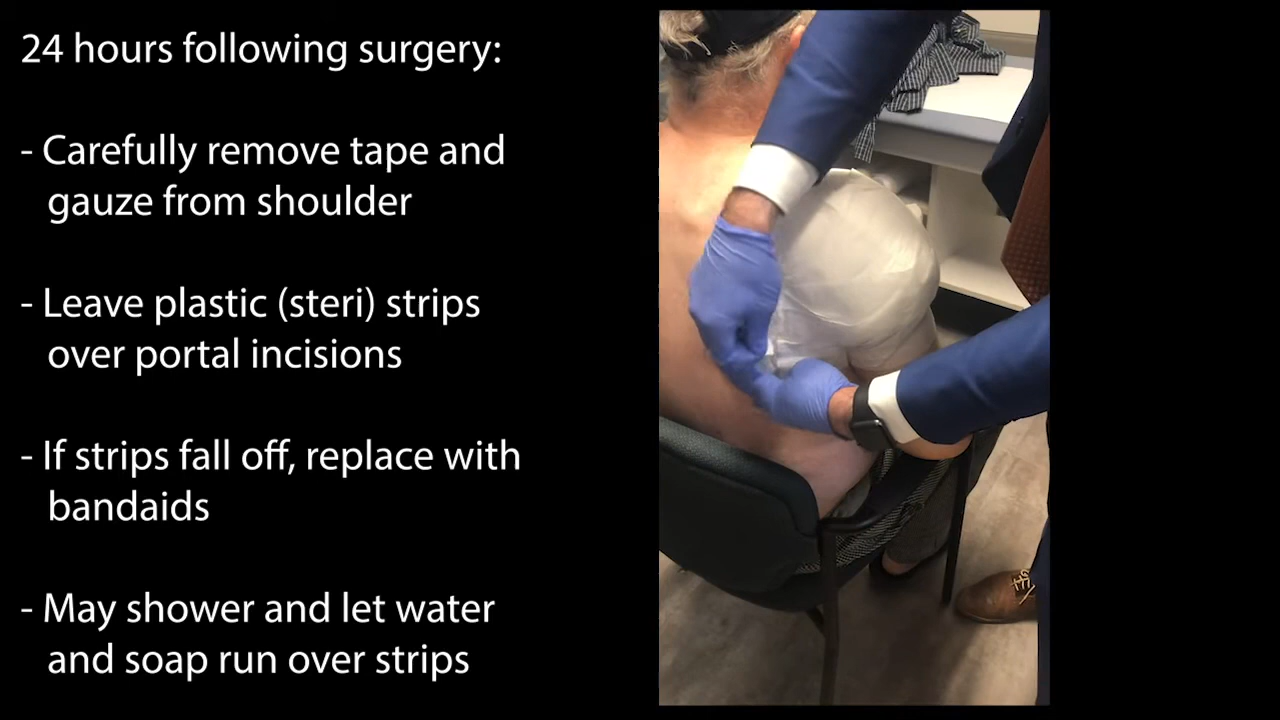 24 hours following surgery:
- Carefully remove tape and
gauze from shoulder
- Leave plastic (steri) strips
over portal incisions
- If strips fall off, replace with
bandaids
- May shower and let water
and soap run over strips